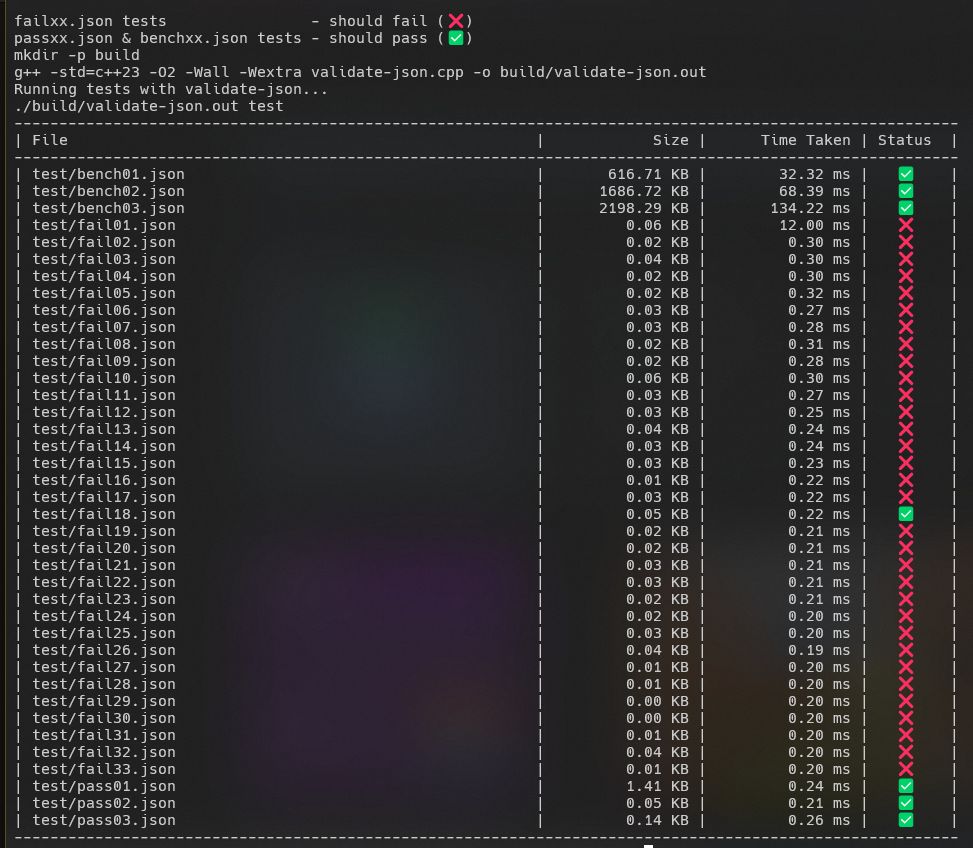 failxx.json tests                - should fail (❌)
passxx.json & benchxx.json tests - should pass (✅)
mkdir -p build
g++ -std=c++23 -O2 -Wall -Wextra validate-json.cpp -o build/validate-json.out
Running tests with validate-json...
./build/validate-json.out test
---------------------------------------------------------------------------------------------------------
| File                                                    |            Size |      Time Taken | Status  |
---------------------------------------------------------------------------------------------------------
| test/bench01.json                                       |       616.71 KB |        32.32 ms |   ✅    |
| test/bench02.json                                       |      1686.72 KB |        68.39 ms |   ✅    |
| test/bench03.json                                       |      2198.29 KB |       134.22 ms |   ✅    |
| test/fail01.json                                        |         0.06 KB |        12.00 ms |   ❌    |
| test/fail02.json                                        |         0.02 KB |         0.30 ms |   ❌    |
| test/fail03.json                                        |         0.04 KB |         0.30 ms |   ❌    |
| test/fail04.json                                        |         0.02 KB |         0.30 ms |   ❌    |
| test/fail05.json                                        |         0.02 KB |         0.32 ms |   ❌    |
| test/fail06.json                                        |         0.03 KB |         0.27 ms |   ❌    |
| test/fail07.json                                        |         0.03 KB |         0.28 ms |   ❌    |
| test/fail08.json                                        |         0.02 KB |         0.31 ms |   ❌    |
| test/fail09.json                                        |         0.02 KB |         0.28 ms |   ❌    |
| test/fail10.json                                        |         0.06 KB |         0.30 ms |   ❌    |
| test/fail11.json                                        |         0.03 KB |         0.27 ms |   ❌    |
| test/fail12.json                                        |         0.03 KB |         0.25 ms |   ❌    |
| test/fail13.json                                        |         0.04 KB |         0.24 ms |   ❌    |
| test/fail14.json                                        |         0.03 KB |         0.24 ms |   ❌    |
| test/fail15.json                                        |         0.03 KB |         0.23 ms |   ❌    |
| test/fail16.json                                        |         0.01 KB |         0.22 ms |   ❌    |
| test/fail17.json                                        |         0.03 KB |         0.22 ms |   ❌    |
| test/fail18.json                                        |         0.05 KB |         0.22 ms |   ✅    |
| test/fail19.json                                        |         0.02 KB |         0.21 ms |   ❌    |
| test/fail20.json                                        |         0.02 KB |         0.21 ms |   ❌    |
| test/fail21.json                                        |         0.03 KB |         0.21 ms |   ❌    |
| test/fail22.json                                        |         0.03 KB |         0.21 ms |   ❌    |
| test/fail23.json                                        |         0.02 KB |         0.21 ms |   ❌    |
| test/fail24.json                                        |         0.02 KB |         0.20 ms |   ❌    |
| test/fail25.json                                        |         0.03 KB |         0.20 ms |   ❌    |
| test/fail26.json                                        |         0.04 KB |         0.19 ms |   ❌    |
| test/fail27.json                                        |         0.01 KB |         0.20 ms |   ❌    |
| test/fail28.json                                        |         0.01 KB |         0.20 ms |   ❌    |
| test/fail29.json                                        |         0.00 KB |         0.20 ms |   ❌    |
| test/fail30.json                                        |         0.00 KB |         0.20 ms |   ❌    |
| test/fail31.json                                        |         0.01 KB |         0.20 ms |   ❌    |
| test/fail32.json                                        |         0.04 KB |         0.20 ms |   ❌    |
| test/fail33.json                                        |         0.01 KB |         0.20 ms |   ❌    |
| test/pass01.json                                        |         1.41 KB |         0.24 ms |   ✅    |
| test/pass02.json                                        |         0.05 KB |         0.21 ms |   ✅    |
| test/pass03.json                                        |         0.14 KB |         0.26 ms |   ✅    |
---------------------------------------------------------------------------------------------------------